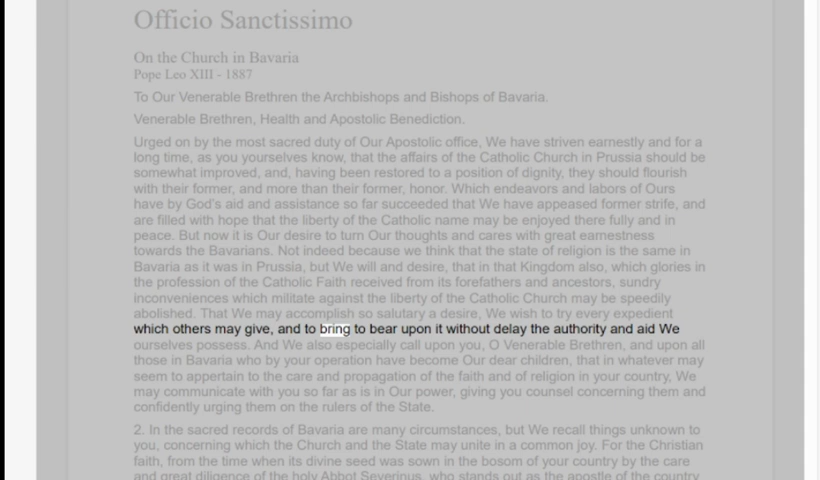 Officio Sanctissimo
On the Church in Bavaria
Pope Leo XIII - 1887
To Our Venerable Brethren the Archbishops and Bishops of Bavaria.
Venerable Brethren, Health and Apostolic Benediction.
Urged on by the most sacred duty of Our Apostolic office, We have striven earnestly and for a
long time, as you yourselves know, that the affairs of the Catholic Church in Prussia should be
somewhat improved, and, having been restored to a position of dignity, they should flourish
with their former, and more than their former, honor. Which endeavors and labors of Ours
have by God's aid and assistance so far succeeded that We have appeased former strife, and
are filled with hope that the liberty of the Catholic name may be enjoyed there fully and in
peace. But now it is Our desire to turn Our thoughts and cares with great earnestness
towards the Bavarians. Not indeed because we think that the state of religion is the same in
Bavaria as it was in Prussia, but We will and desire, that in that Kingdom also, which glories in
the profession of the Catholic Faith received from its forefathers and ancestors, sundry
inconveniences which militate against the liberty of the Catholic Church may be speedily
abolished. That We may accomplish so salutary a desire, We wish to try every expedient
which others may give, and to bring to bear upon it without delay the authority and aid We
ourselves possess. And We also especially call upon you, O Venerable Brethren, and upon all
those in Bavaria who by your operation have become Our dear children, that in whatever may
seem to appertain to the care and propagation of the faith and of religion in your country, We
may communicate with you so far as is in Our power, giving you counsel concerning them and
confidently urging them on the rulers of the State.
2. In the sacred records of Bavaria are many circumstances, but We recall things unknown to
you, concerning which the Church and the State may unite in a common joy. For the Christian
faith, from the time when its divine seed was sown in the bosom of your country by the care
and great diligence of the holy Abbot Severinus, who stands out as the apostle of the country